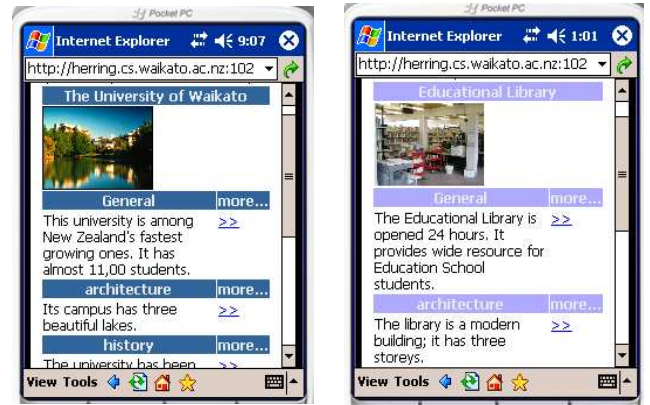 Pocket PC
Internet Explorer 9:07
http://herring.cs.waikato.ac.nz:102
The University of Waikato
General more...
This university is among >>
New Zealand's fastest
growing ones. It has
almost 11,00 students.
architecture more...
Its campus has three >>
beautiful lakes.
history more...
The university has been >>
View Tools
Pocket PC
Internet Explorer 1:01
http://herring.cs.waikato.ac.nz:102
Educational Library
General more...
The Educational Library is >>
opened 24 hours. It
provides wide resource for
Education School
students.
architecture more...
The library is a modern >>
building; it has three
storeys.
View Tools